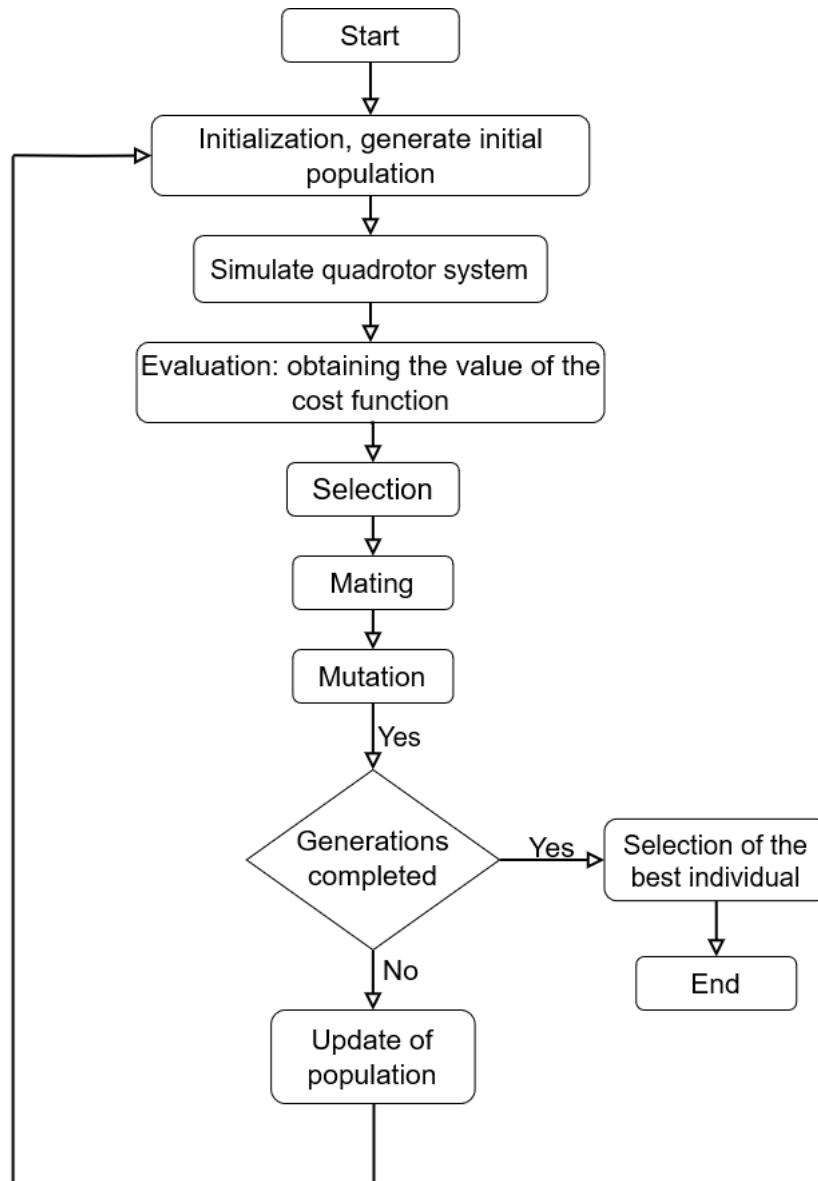 Start
Initialization, generate initial
population
Simulate quadrotor system
Evaluation: obtaining the value of the
cost function
Selection
Mating
Mutation
Yes
Generations
completed
Yes
Selection of the
best individual
End
No
Update of
population